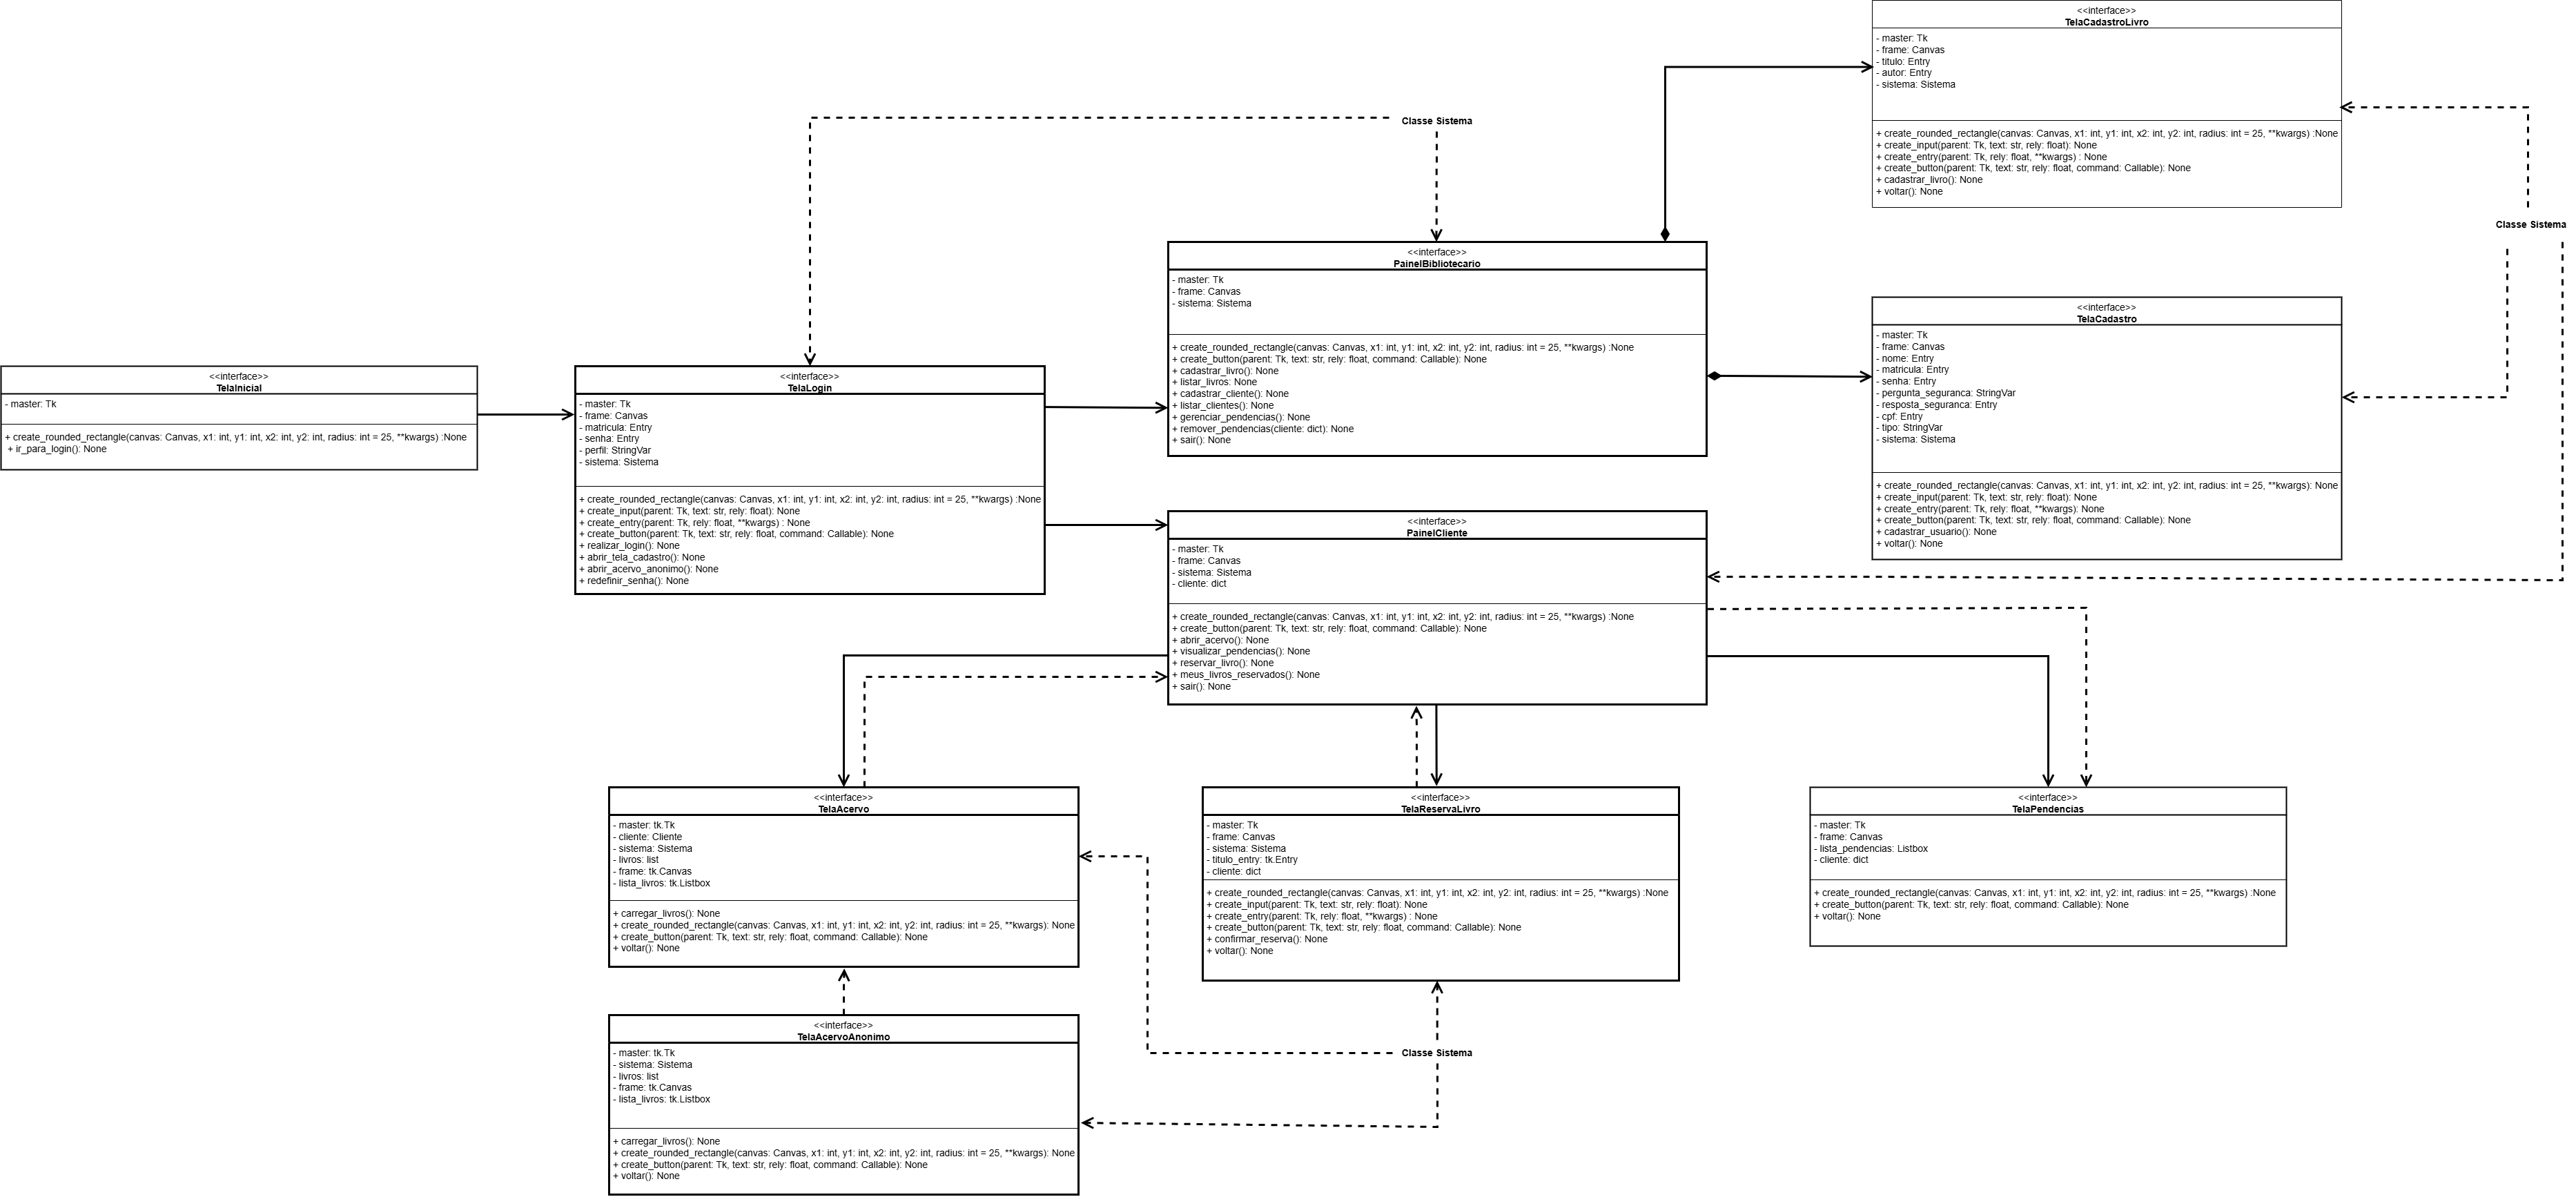 <<interface>>
TelaCadastroLivro
- master: Tk
- frame: Canvas
- titulo: Entry
- autor: Entry
- sistema: Sistema
+ create_rounded_rectangle(canvas: Canvas, x1: int, y1: int, x2: int, y2: int, radius: int = 25, **kwargs) :None
+ create_input(parent: Tk, text: str, rely: float): None
+ create_entry(parent: Tk, rely: float, **kwargs) : None
+ create_button(parent: Tk, text: str, rely: float, command: Callable): None
+ cadastrar_livro(): None
+ voltar(): None
Classe Sistema
Classe Sistema
<<interface>>
PainelBibliotecario
- master: Tk
- frame: Canvas
- sistema: Sistema
+ create_rounded_rectangle(canvas: Canvas, x1: int, y1: int, x2: int, y2: int, radius: int = 25, **kwargs) :None
+ create_button(parent: Tk, text: str, rely: float, command: Callable): None
+ cadastrar_livro(): None
+ listar_livros: None
+ cadastrar_cliente(): None
+ listar_clientes(): None
+ gerenciar_pendencias(): None
+ remover_pendencias(cliente: dict): None
+ sair(): None
<<interface>>
TelaCadastro
- master: Tk
- frame: Canvas
- nome: Entry
- matricula: Entry
- senha: Entry
- pergunta_seguranca: StringVar
- resposta_seguranca: Entry
- cpf: Entry
- tipo: StringVar
- sistema: Sistema
+ create_rounded_rectangle(canvas: Canvas, x1: int, y1: int, x2: int, y2: int, radius: int = 25, **kwargs): None
+ create_input(parent: Tk, text: str, rely: float): None
+ create_entry(parent: Tk, rely: float, **kwargs): None
+ create_button(parent: Tk, text: str, rely: float, command: Callable): None
+ cadastrar_usuario(): None
+ voltar(): None
<<interface>>
TelaInicial
- master: Tk
+ create_rounded_rectangle(canvas: Canvas, x1: int, y1: int, x2: int, y2: int, radius: int = 25, **kwargs) :None
+ ir_para_login(): None
<<interface>>
TelaLogin
- master: Tk
- frame: Canvas
- matricula: Entry
- senha: Entry
- perfil: StringVar
- sistema: Sistema
+ create_rounded_rectangle(canvas: Canvas, x1: int, y1: int, x2: int, y2: int, radius: int = 25, **kwargs) :None
+ create_input(parent: Tk, text: str, rely: float): None
+ create_entry(parent: Tk, rely: float, **kwargs) : None
+ create_button(parent: Tk, text: str, rely: float, command: Callable): None
+ realizar_login(): None
+ abrir_tela_cadastro(): None
+ abrir_acervo_anonimo(): None
+ redefinir_senha(): None
<<interface>>
PainelCliente
- master: Tk
- frame: Canvas
- sistema: Sistema
- cliente: dict
+ create_rounded_rectangle(canvas: Canvas, x1: int, y1: int, x2: int, y2: int, radius: int = 25, **kwargs) :None
+ create_button(parent: Tk, text: str, rely: float, command: Callable): None
+ abrir_acervo(): None
+ visualizar_pendencias(): None
+ reservar_livro(): None
+ meus_livros_reservados(): None
+ sair(): None
<<interface>>
TelaAcervo
- master: tk.Tk
- cliente: Cliente
- sistema: Sistema
- livros: list
- frame: tk.Canvas
- lista_livros: tk.Listbox
+ carregar_livros(): None
+ create_rounded_rectangle(canvas: Canvas, x1: int, y1: int, x2: int, y2: int, radius: int = 25, **kwargs): None
+ create_button(parent: Tk, text: str, rely: float, command: Callable): None
+ voltar(): None
<<interface>>
TelaReservaLivro
- master: Tk
- frame: Canvas
- sistema: Sistema
- titulo_entry: tk.Entry
- cliente: dict
+ create_rounded_rectangle(canvas: Canvas, x1: int, y1: int, x2: int, y2: int, radius: int = 25, **kwargs) :None
+ create_input(parent: Tk, text: str, rely: float): None
+ create_entry(parent: Tk, rely: float, **kwargs) : None
+ create_button(parent: Tk, text: str, rely: float, command: Callable): None
+ confirmar_reserva(): None
+ voltar(): None
<<interface>>
TelaPendencias
- master: Tk
- frame: Canvas
- lista_pendencias: Listbox
- cliente: dict
+ create_rounded_rectangle(canvas: Canvas, x1: int, y1: int, x2: int, y2: int, radius: int = 25, **kwargs) :None
+ create_button(parent: Tk, text: str, rely: float, command: Callable): None
+ voltar(): None
<<interface>>
TelaAcervoAnonimo
- master: tk.Tk
- sistema: Sistema
- livros: list
- frame: tk.Canvas
- lista_livros: tk.Listbox
+ carregar_livros(): None
+ create_rounded_rectangle(canvas: Canvas, x1: int, y1: int, x2: int, y2: int, radius: int = 25, **kwargs): None
+ create_button(parent: Tk, text: str, rely: float, command: Callable): None
+ voltar(): None
Classe Sistema